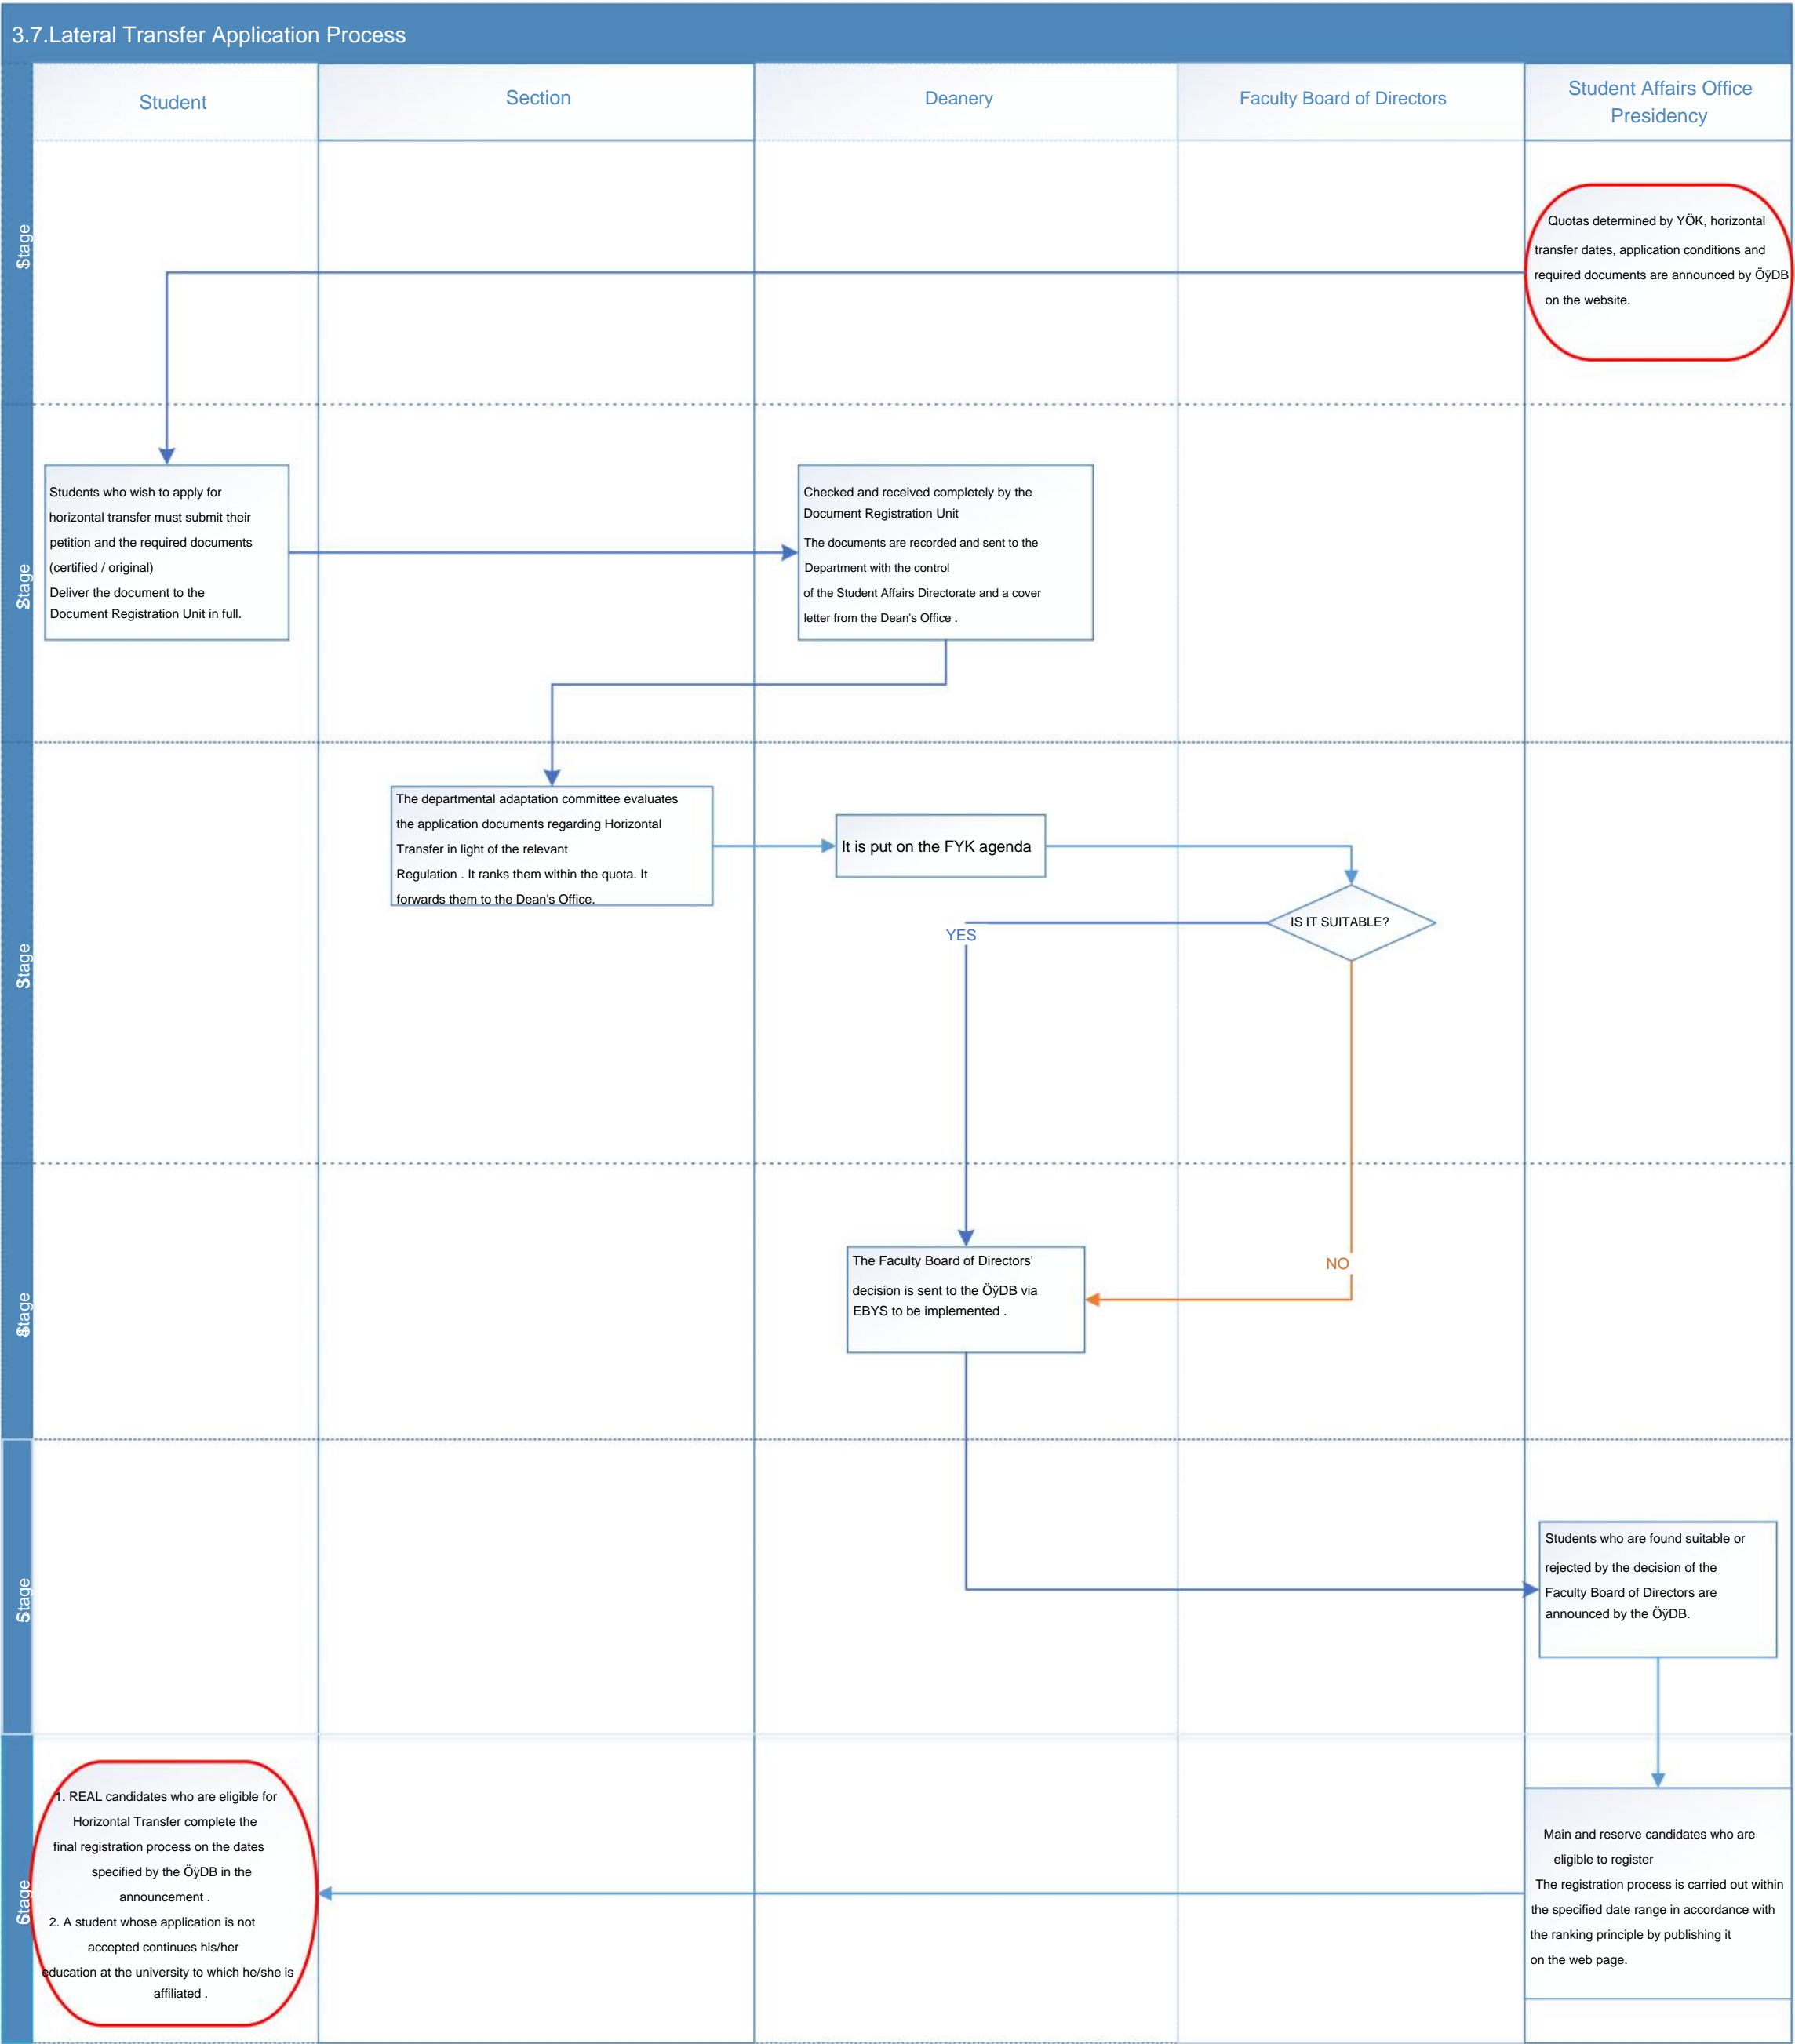 3.7.Lateral Transfer Application Process
Student
Section
Deanery
Faculty Board of Directors
Student Affairs Office
Presidency
Stage
Quotas determined by YÖK, horizontal
transfer dates, application conditions and
required documents are announced by ÖÿDB
on the website.
Stage
Students who wish to apply for
horizontal transfer must submit their
petition and the required documents
(certified / original)
Deliver the document to the
Document Registration Unit in full.
Checked and received completely by the
Document Registration Unit
The documents are recorded and sent to the
Department with the control
of the Student Affairs Directorate and a cover
letter from the Dean's Office .
Stage
The departmental adaptation committee evaluates
the application documents regarding Horizontal
Transfer in light of the relevant
Regulation . It ranks them within the quota. It
forwards them to the Dean's Office.
It is put on the FYK agenda
IS IT SUITABLE?
YES
NO
Stage
The Faculty Board of Directors'
decision is sent to the ÖÿDB via
EBYS to be implemented .
Stage
Students who are found suitable or
rejected by the decision of the
Faculty Board of Directors are
announced by the ÖÿDB.
Stage
1. REAL candidates who are eligible for
Horizontal Transfer complete the
final registration process on the dates
specified by the ÖÿDB in the
announcement .
2. A student whose application is not
accepted continues his/her
education at the university to which he/she is
affiliated .
Main and reserve candidates who are
eligible to register
The registration process is carried out within
the specified date range in accordance with
the ranking principle by publishing it
on the web page.